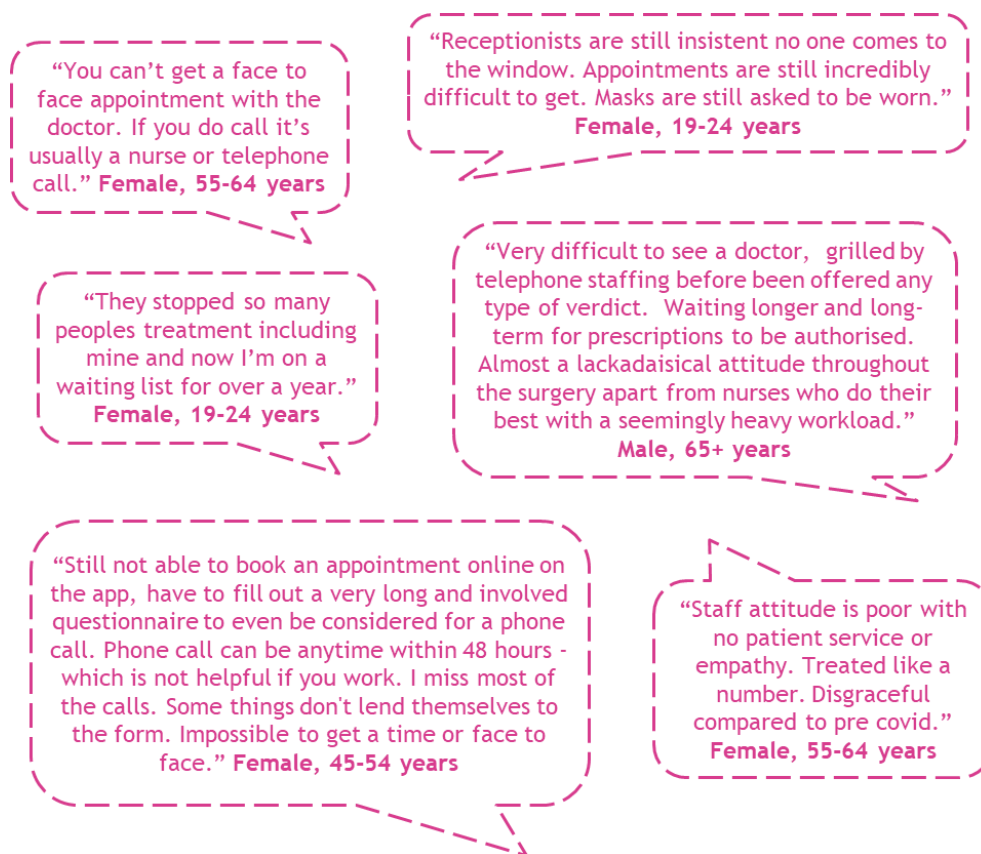 “You can’t get a face to
face appointment with the
doctor. If you do call it’s
usually a nurse or telephone
call.” Female, 55-64 years
“Receptionists are still insistent no one comes to
the window. Appointments are still incredibly
difficult to get. Masks are still asked to be worn.”
Female, 19-24 years
“They stopped so many
peoples treatment including
mine and now I’m on a
waiting list for over a year.”
Female, 19-24 years
“Very difficult to see a doctor,  grilled by
telephone staffing before been offered any
type of verdict.  Waiting longer and long-
term for prescriptions to be authorised.
Almost a lackadaisical attitude throughout
the surgery apart from nurses who do their
best with a seemingly heavy workload.”
Male, 65+ years
“Still not able to book an appointment online on
the app, have to fill out a very long and involved
questionnaire to even be considered for a phone
call. Phone call can be anytime within 48 hours -
which is not helpful if you work. I miss most of
the calls. Some things don't lend themselves to
the form. Impossible to get a time or face to
face.” Female, 45-54 years
“Staff attitude is poor with
no patient service or
empathy. Treated like a
number. Disgraceful
compared to pre covid.”
Female, 55-64 years